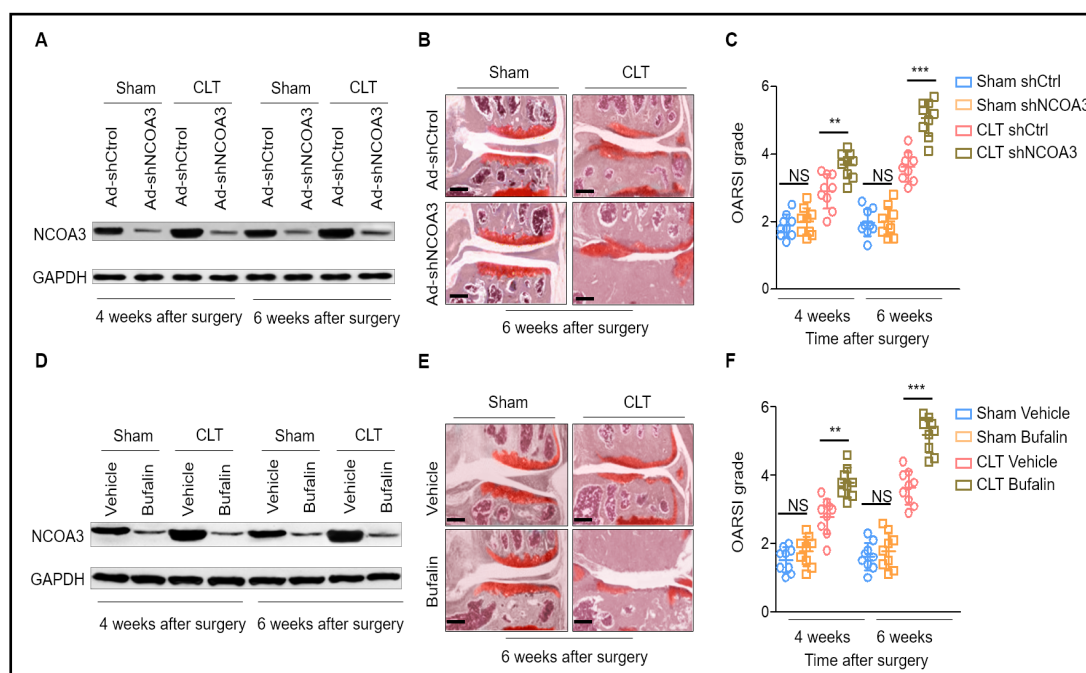 A
Sham
CLT
Sham
CLT
Ad-shCtrol
Ad-shNCOA3
Ad-shCtrol
Ad-shNCOA3
Ad-shCtrol
Ad-shNCOA3
Ad-shCtrol
Ad-shNCOA3
NCOA3
GAPDH
4 weeks after surgery
6 weeks after surgery
B
Sham
CLT
Ad-shCtrol
Ad-shNCOA3
6 weeks after surgery
C
OARSI grade
6
4
2
0
NS
**
NS
***
Sham shCtrl
Sham shNCOA3
CLT shCtrl
CLT shNCOA3
4 weeks
6 weeks
Time after surgery
D
Sham
CLT
Sham
CLT
Vehicle
Bufalin
Vehicle
Bufalin
Vehicle
Bufalin
Vehicle
Bufalin
NCOA3
GAPDH
4 weeks after surgery
6 weeks after surgery
E
Sham
CLT
Vehicle
Bufalin
6 weeks after surgery
F
OARSI grade
6
4
2
0
NS
**
NS
***
Sham Vehicle
Sham Bufalin
CLT Vehicle
CLT Bufalin
4 weeks
6 weeks
Time after surgery